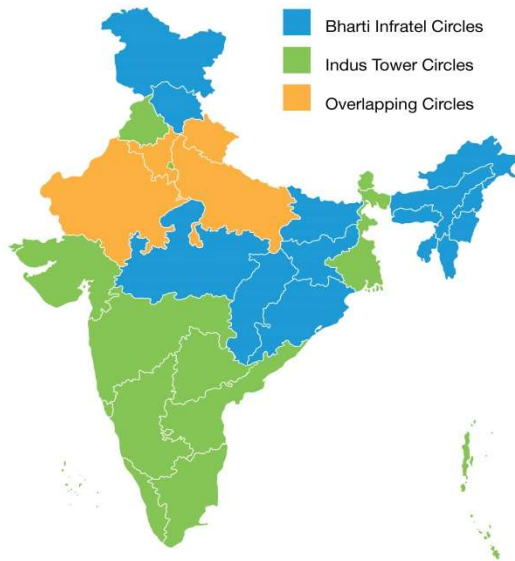 Bharti Infratel Circles
Indus Tower Circles
Overlapping Circles